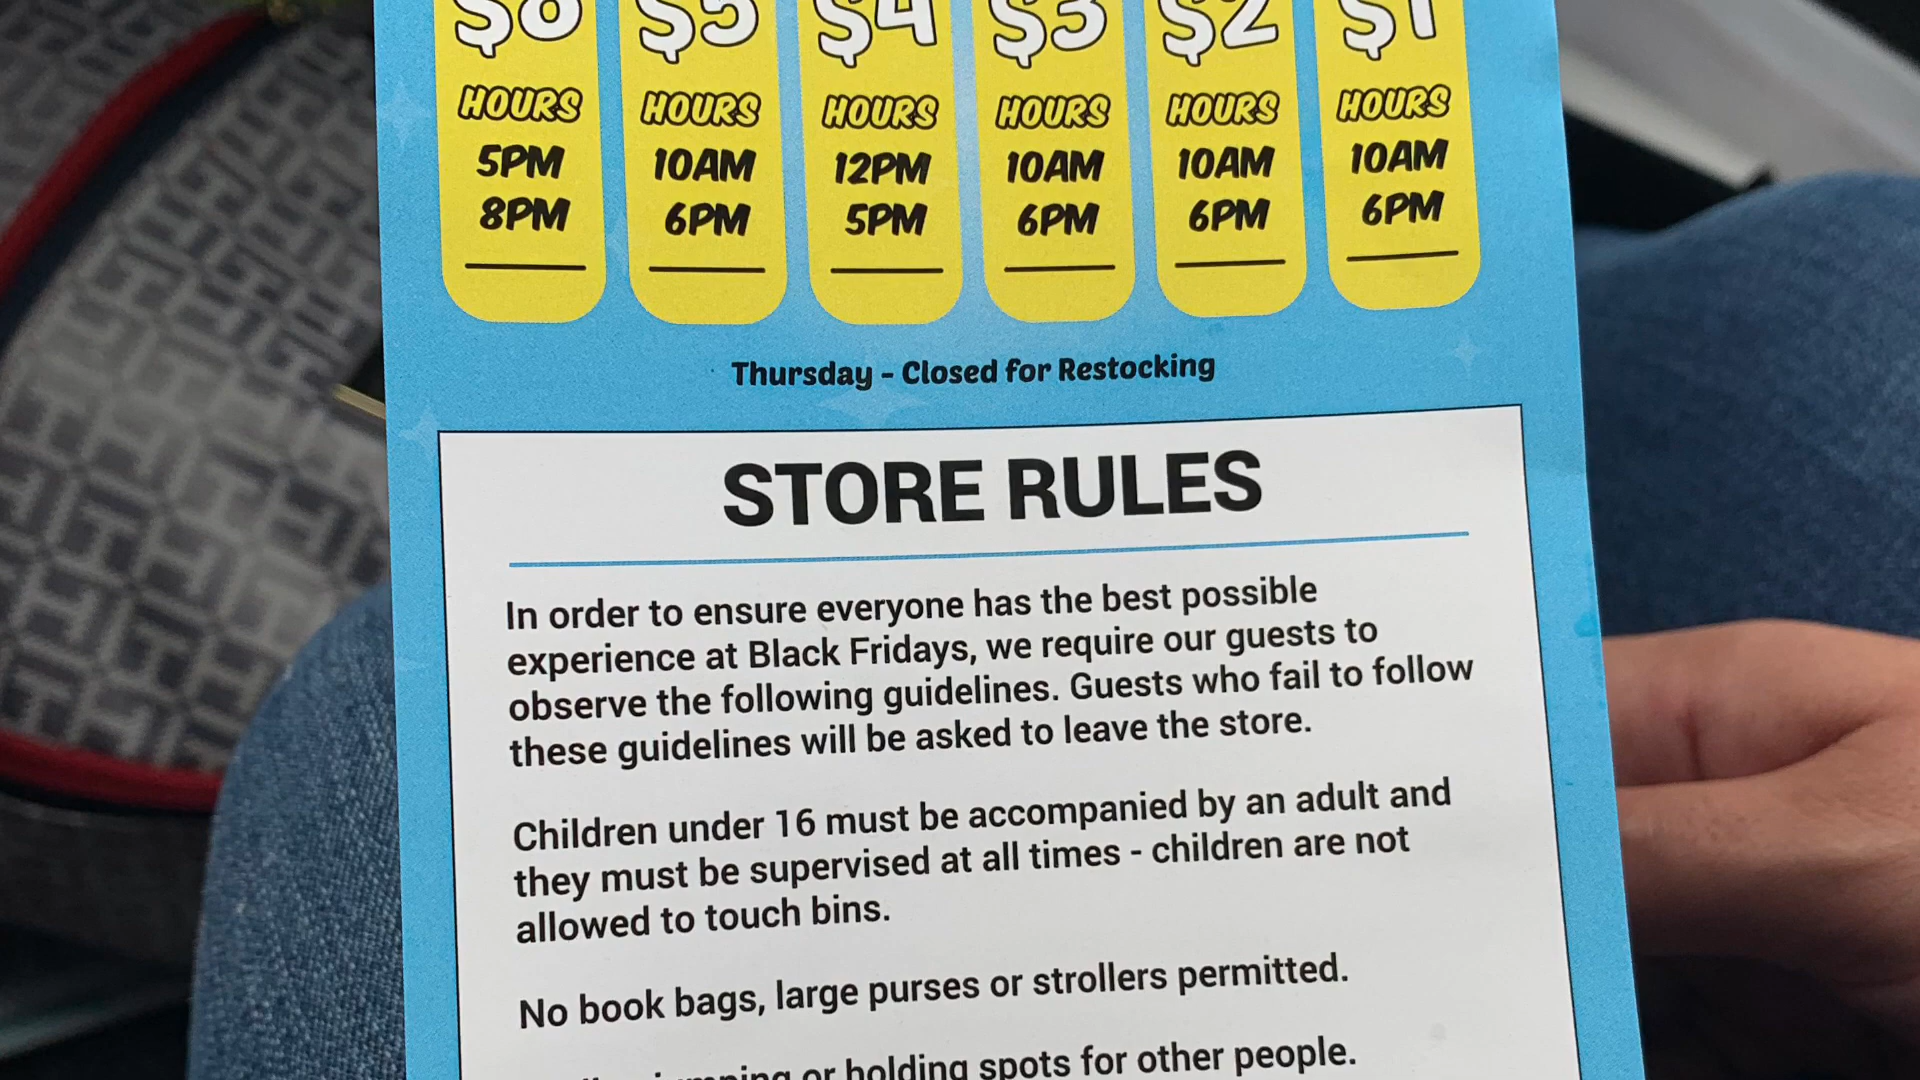 $5 $4 $3 $2 $1
HOURS HOURS HOURS HOURS HOURS HOURS
5PM 10AM 12PM 10AM 10AM 10AM
8PM 6PM 5PM 6PM 6PM 6PM
Thursday - Closed for Restocking
STORE RULES
In order to ensure everyone has the best possible
experience at Black Fridays, we require our guests to
observe the following guidelines. Guests who fail to follow
these guidelines will be asked to leave the store.
Children under 16 must be accompanied by an adult and
they must be supervised at all times - children are not
allowed to touch bins.
No book bags, large purses or strollers permitted.
or holding spots for other people.